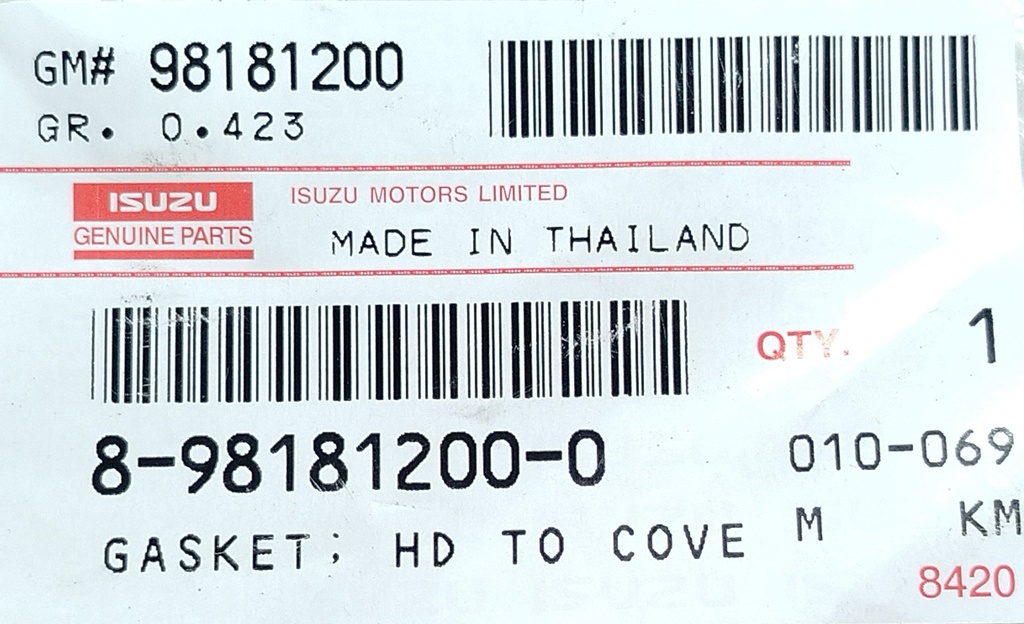 GM# 98181200
GR. 0.423
ISUZU
GENUINE PARTS
ISUZU MOTORS LIMITED
MADE IN THAILAND
QTY. 1
8-98181200-0
010-069
GASKET; HD TO COVE
M KM
8420